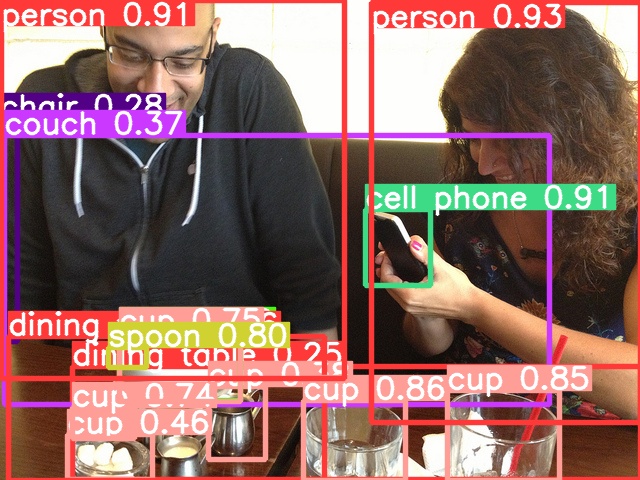 person 0.91
person 0.93
chair 0.28
couch 0.37
cell phone 0.91
cup 0.75
dining
spoon 0.80
dining table 0.25
cup
cup 0.74
cup 0.86
cup 0.85
cup 0.46